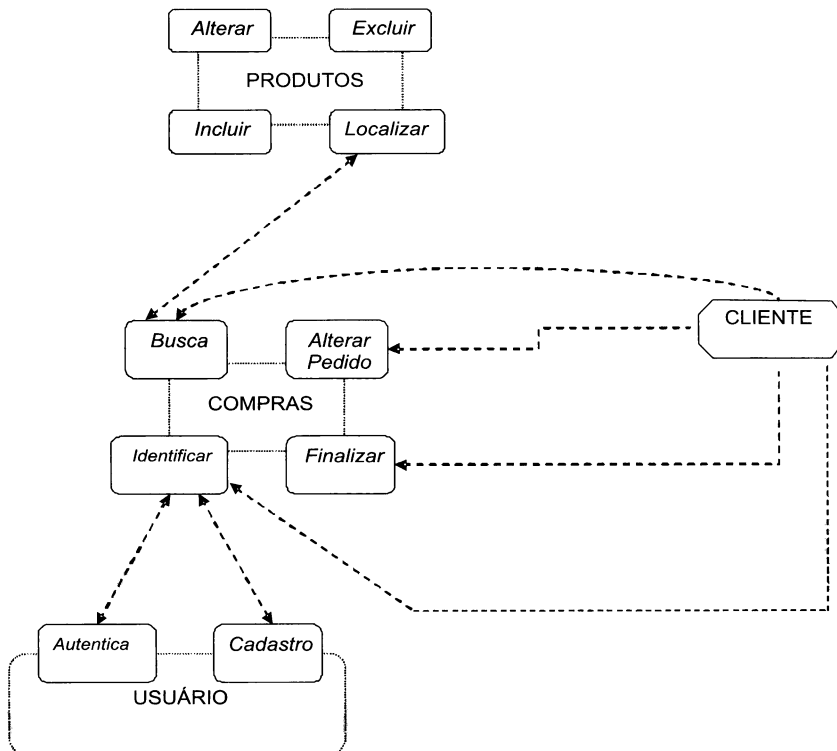 Alterar
Excluir
PRODUTOS
Incluir
Localizar
CLIENTE
Busca
Alterar
Pedido
COMPRAS
Identificar
Finalizar
Autentica
Cadastro
USUÁRIO